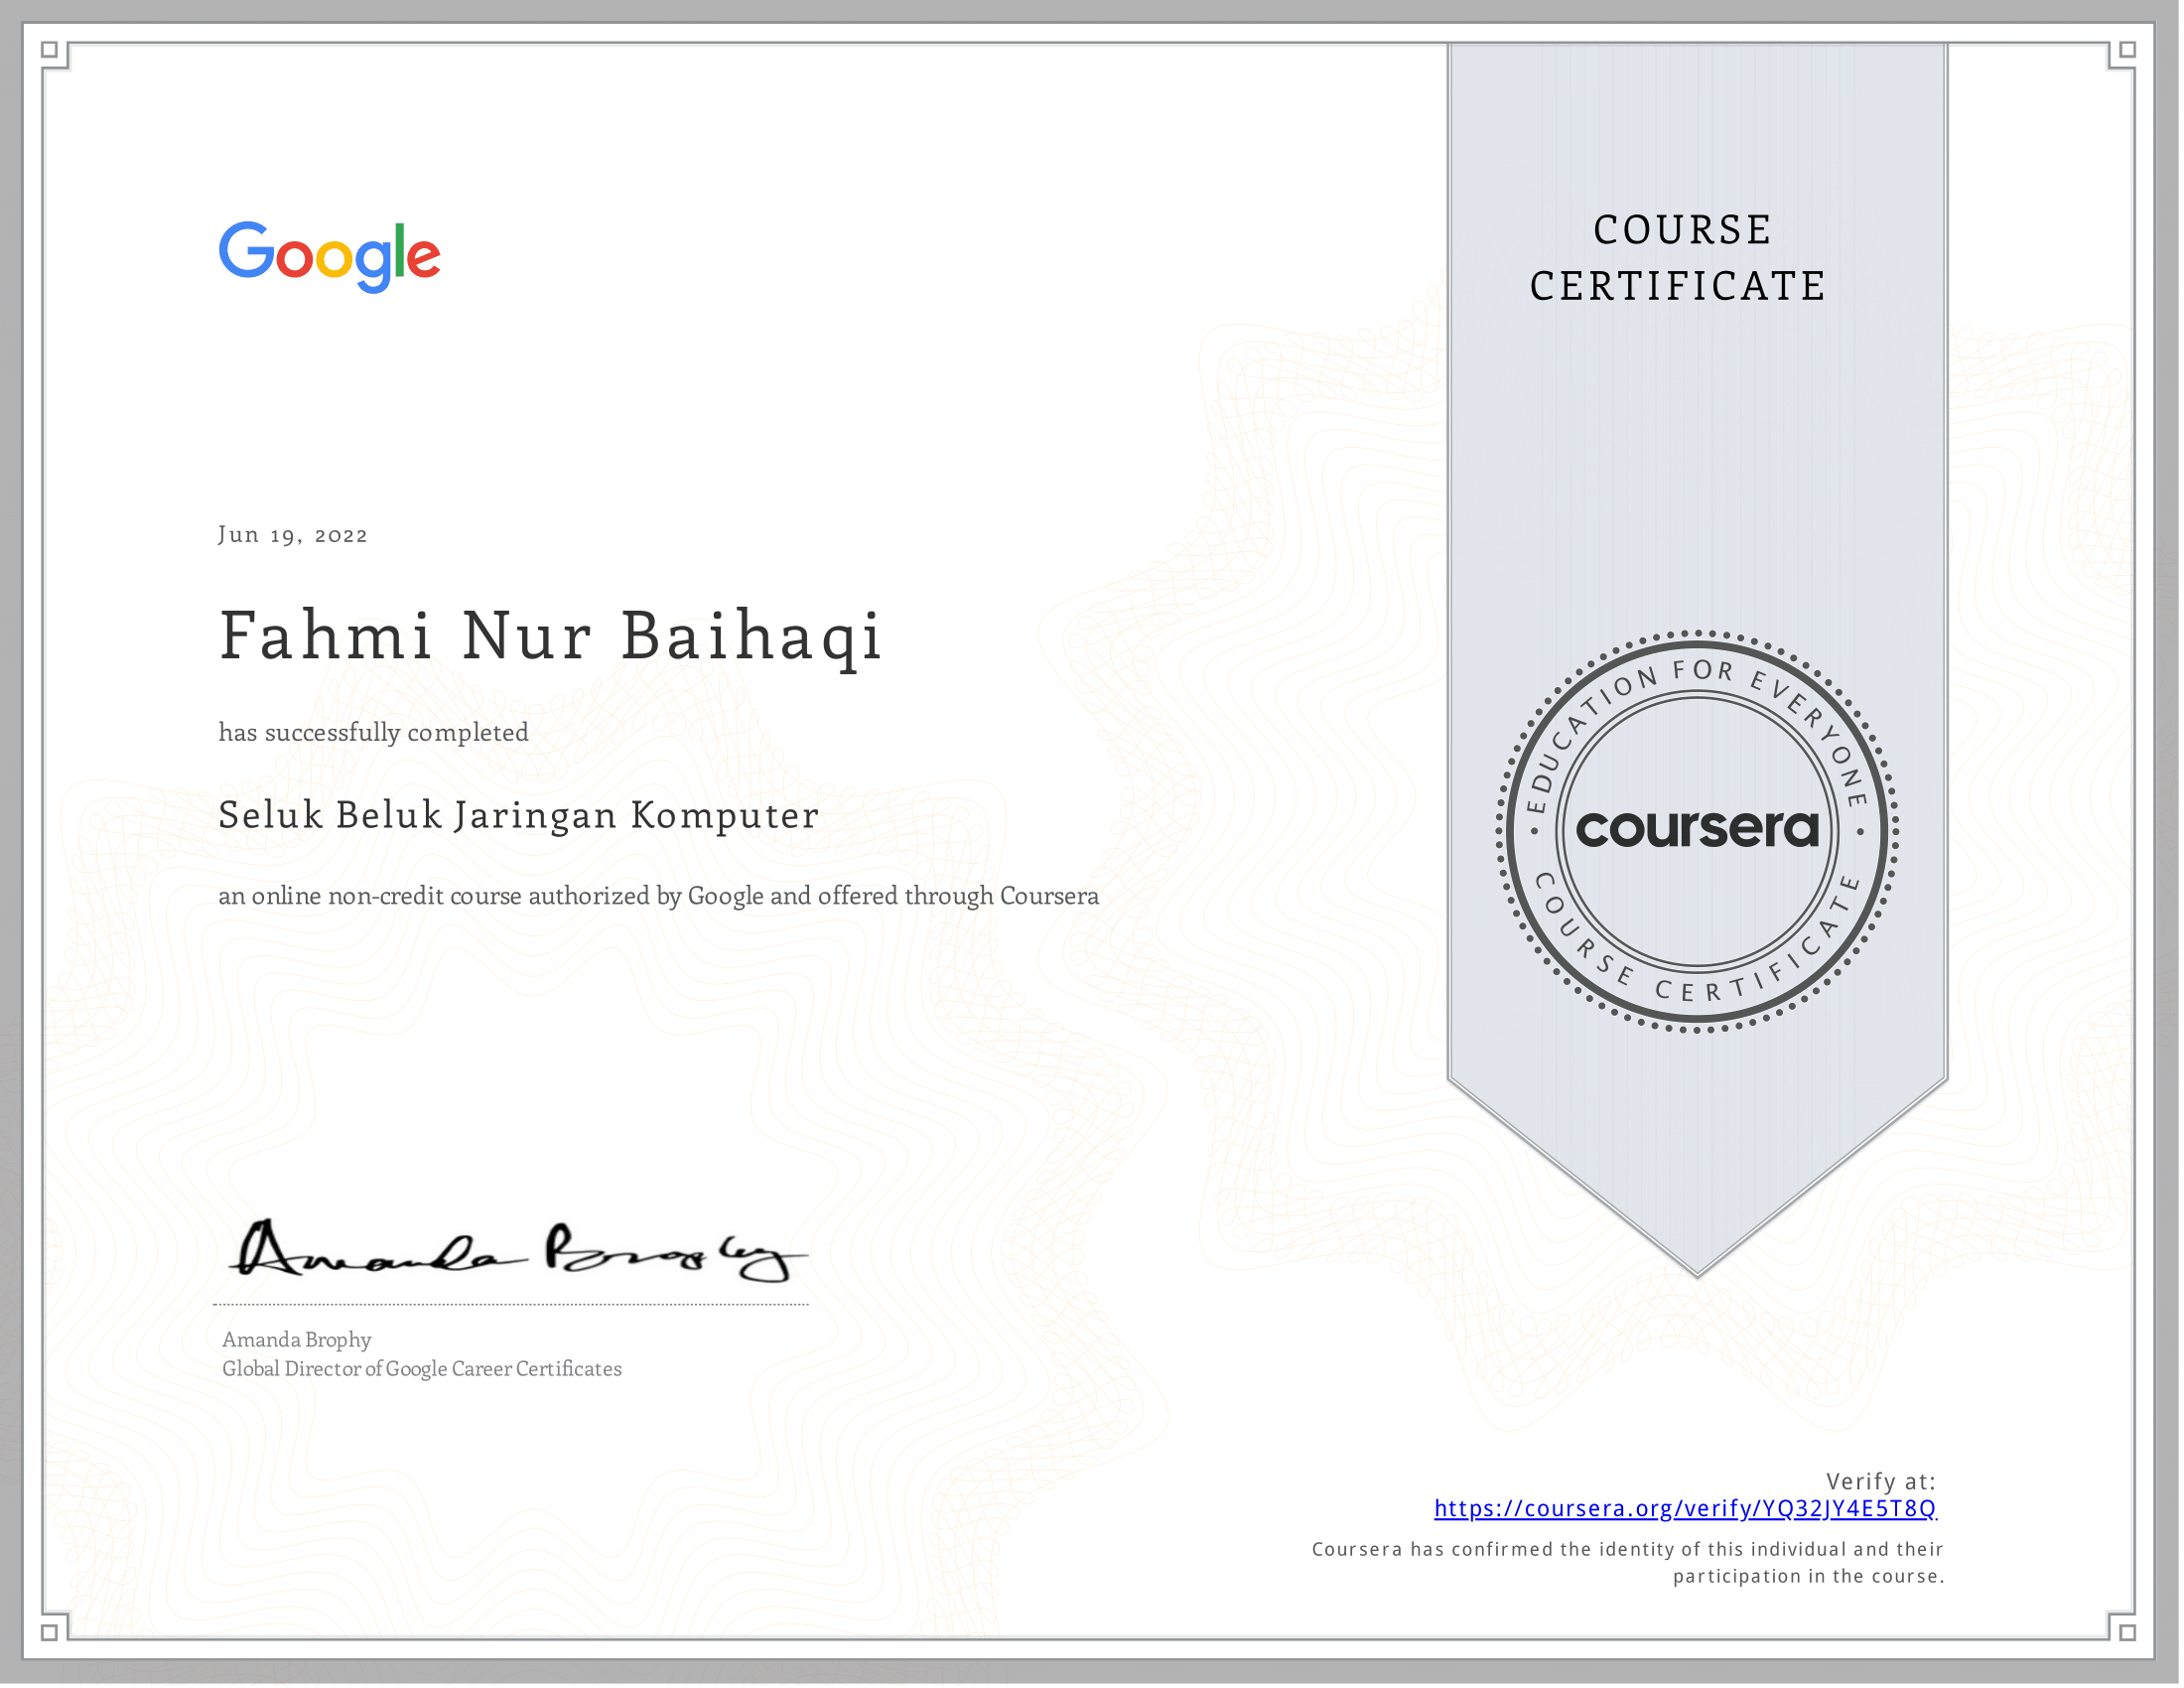 Google
COURSE
CERTIFICATE
Jun 19, 2022
Fahmi Nur Baihaqi
has successfully completed
Seluk Beluk Jaringan Komputer
an online non-credit course authorized by Google and offered through Coursera
EDUCATION FOR EVERYONE
coursera
COURSE CERTIFICATE
Amanda Brophy
Amanda Brophy
Global Director of Google Career Certificates
Verify at:
https://coursera.org/verify/YQ32JY4E5T8Q
Coursera has confirmed the identity of this individual and their
participation in the course.